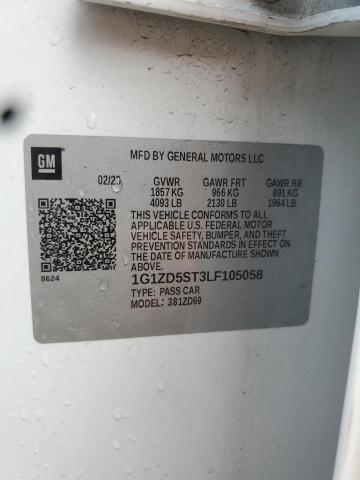 GM
MFD BY GENERAL MOTORS LLC
02/20 GVWR GAWR FRT GAWR RR
1857 KG 966 KG 891 KG
4093 LB 2130 LB 1964 LB
THIS VEHICLE CONFORMS TO ALL
APPLICABLE U.S. FEDERAL MOTOR
VEHICLE SAFETY, BUMPER, AND THEFT
PREVENTION STANDARDS IN EFFECT ON
THE DATE OF MANUFACTURE SHOWN ABOVE.
8624
1G1ZD5ST3LF105058
TYPE: PASS CAR
MODEL: 381ZD69